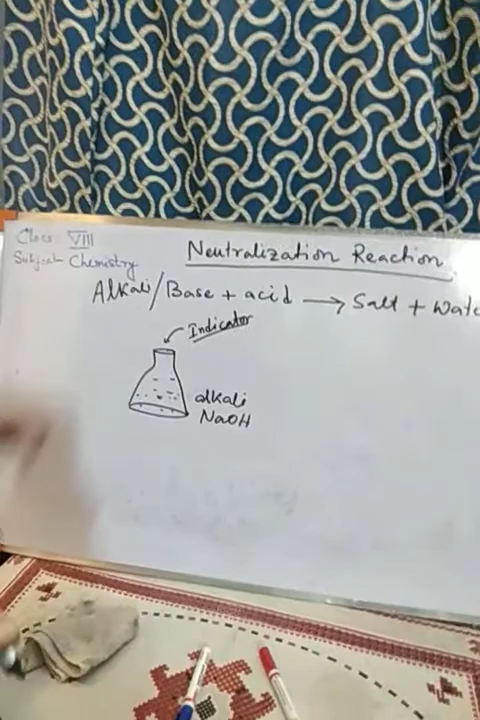 Class: VIII
Subject: Chemistry
Neutralization Reaction
Alkali/Base + acid → Salt + Wate
Indicator
alkali
NaOH